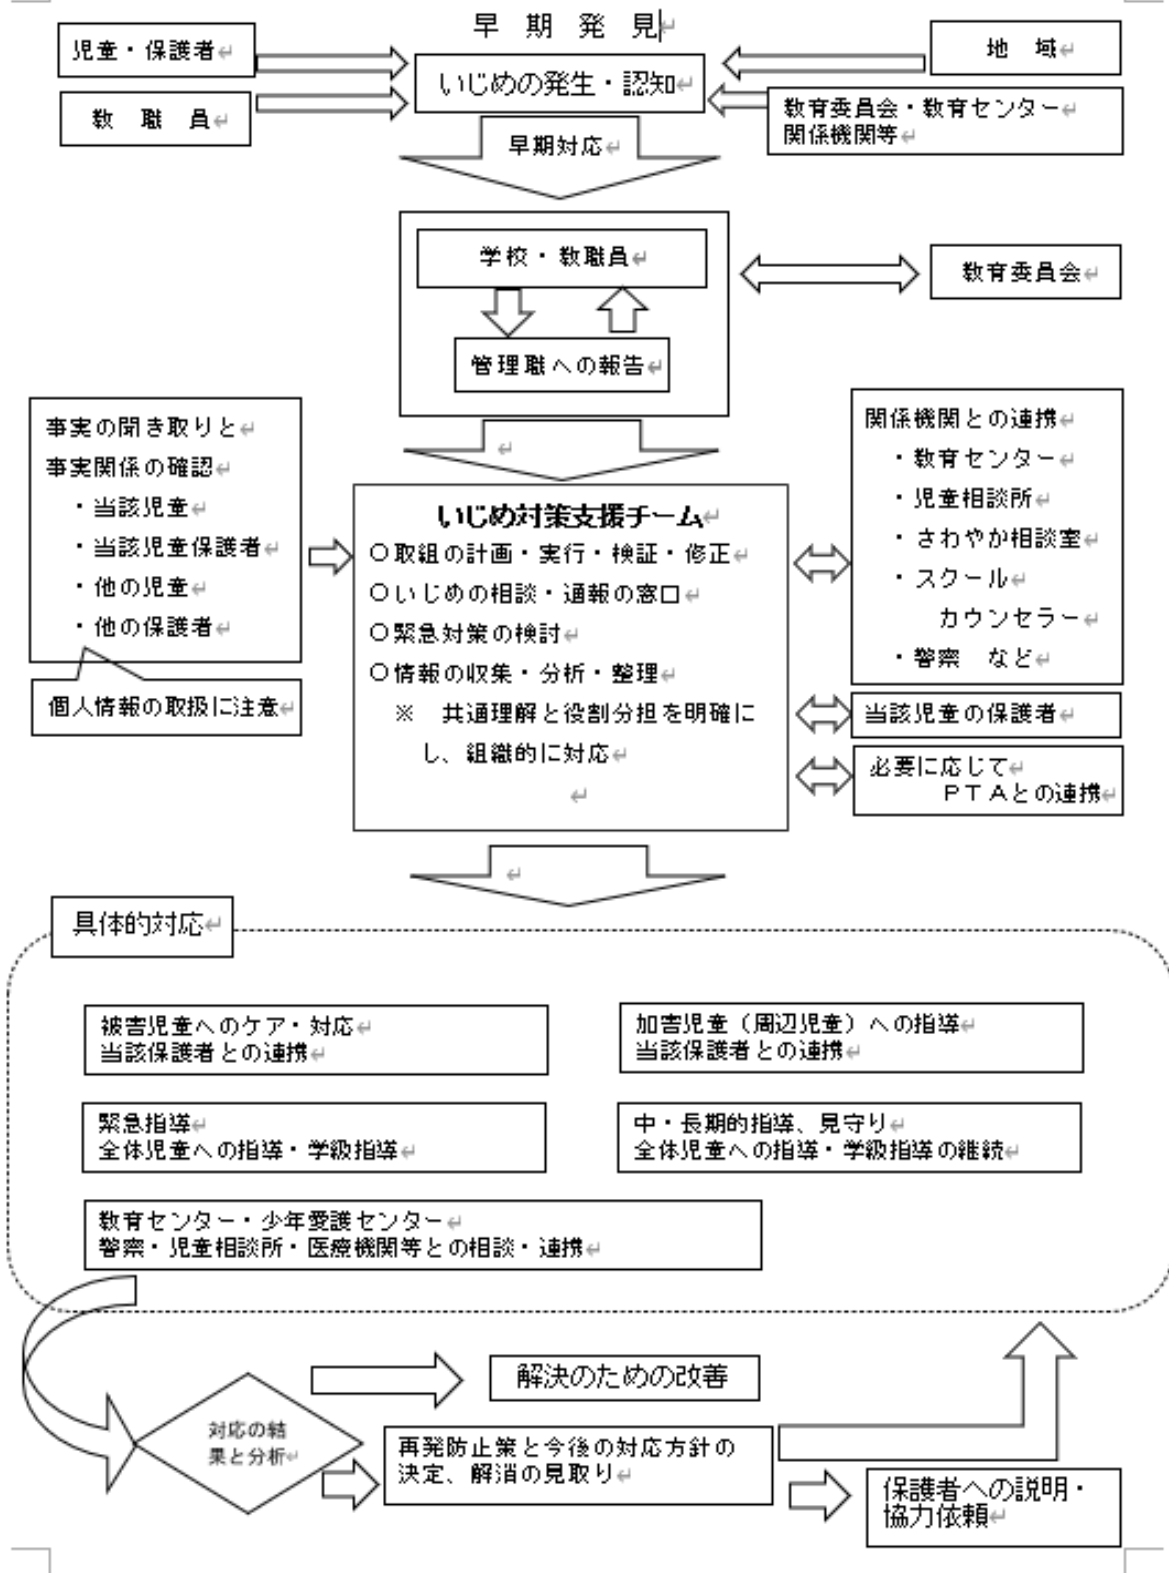 早　期　発　見
児童・保護者
いじめの発生・認知
地　域
教　職　員
教育委員会・教育センター
関係機関等
早期対応
学校・教職員
教育委員会
管理職への報告
事実の聞き取りと
事実関係の確認
・当該児童
・当該児童保護者
・他の児童
・他の保護者
個人情報の取扱に注意
いじめ対策支援チーム
○取組の計画・実行・検証・修正
○いじめの相談・通報の窓口
○緊急対策の検討
○情報の収集・分析・整理
※　共通理解と役割分担を明確に
し、組織的に対応
関係機関との連携
・教育センター
・児童相談所
・さわやか相談室
・スクール
カウンセラー
・警察　など
当該児童の保護者
必要に応じて
ＰＴＡとの連携
具体的対応
被害児童へのケア・対応
当該保護者との連携
加害児童（周辺児童）への指導
当該保護者との連携
緊急指導
全体児童への指導・学級指導
中・長期的指導、見守り
全体児童への指導・学級指導の継続
教育センター・少年愛護センター
警察・児童相談所・医療機関等との相談・連携
解決のための改善
対応の結
果と分析
再発防止策と今後の対応方針の
決定、解消の見取り
保護者への説明・
協力依頼